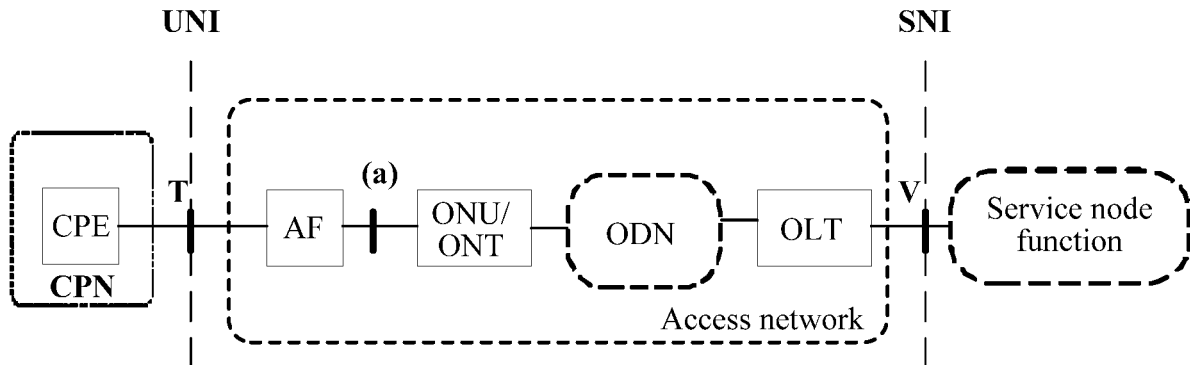 UNI
SNI
T
(a)
V
CPE
AF
ONU/
ONT
ODN
OLT
Service node
function
CPN
Access network